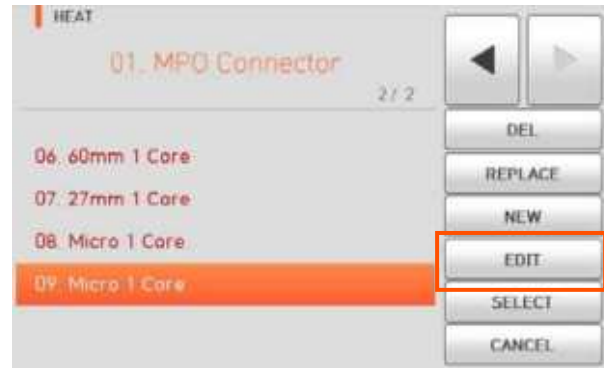 HEAT
01. MPO Connector
2/ 2
06. 60mm 1 Core
07. 27mm 1 Core
08. Micro 1 Core
09. Micro 1 Core
DEL
REPLACE
NEW
EDIT
SELECT
CANCEL